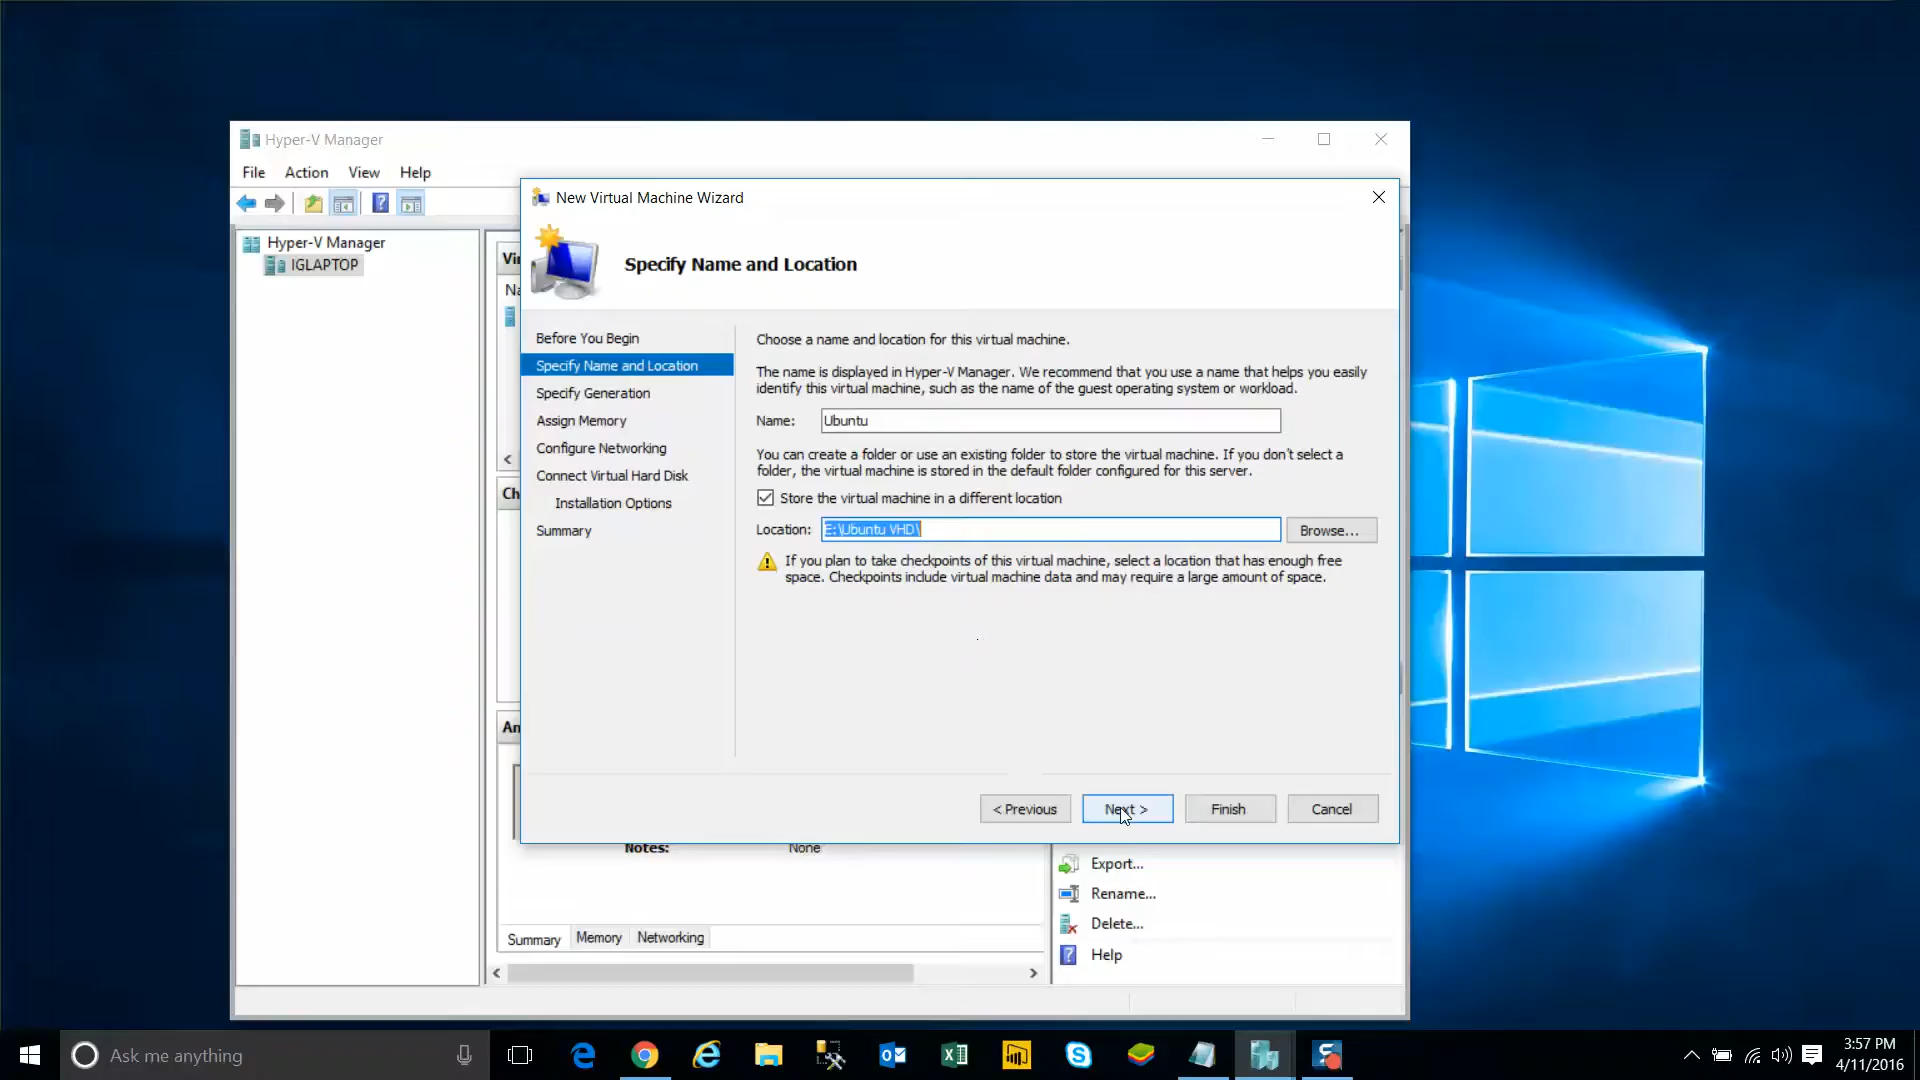 Hyper-V Manager
File Action View Help
Hyper-V Manager
IGLAPTOP
New Virtual Machine Wizard
Specify Name and Location
Before You Begin
Specify Name and Location
Specify Generation
Assign Memory
Configure Networking
Connect Virtual Hard Disk
Installation Options
Summary
Choose a name and location for this virtual machine.
The name is displayed in Hyper-V Manager. We recommend that you use a name that helps you easily
identify this virtual machine, such as the name of the guest operating system or workload.
Name: Ubuntu
You can create a folder or use an existing folder to store the virtual machine. If you don't select a
folder, the virtual machine is stored in the default folder configured for this server.
Store the virtual machine in a different location
Location: E:\Ubuntu VHD\ Browse...
If you plan to take checkpoints of this virtual machine, select a location that has enough free
space. Checkpoints include virtual machine data and may require a large amount of space.
< Previous Next > Finish Cancel
Notes: None
Summary Memory Networking
Export...
Rename...
Delete...
Help
Ask me anything
3:57 PM
4/11/2016